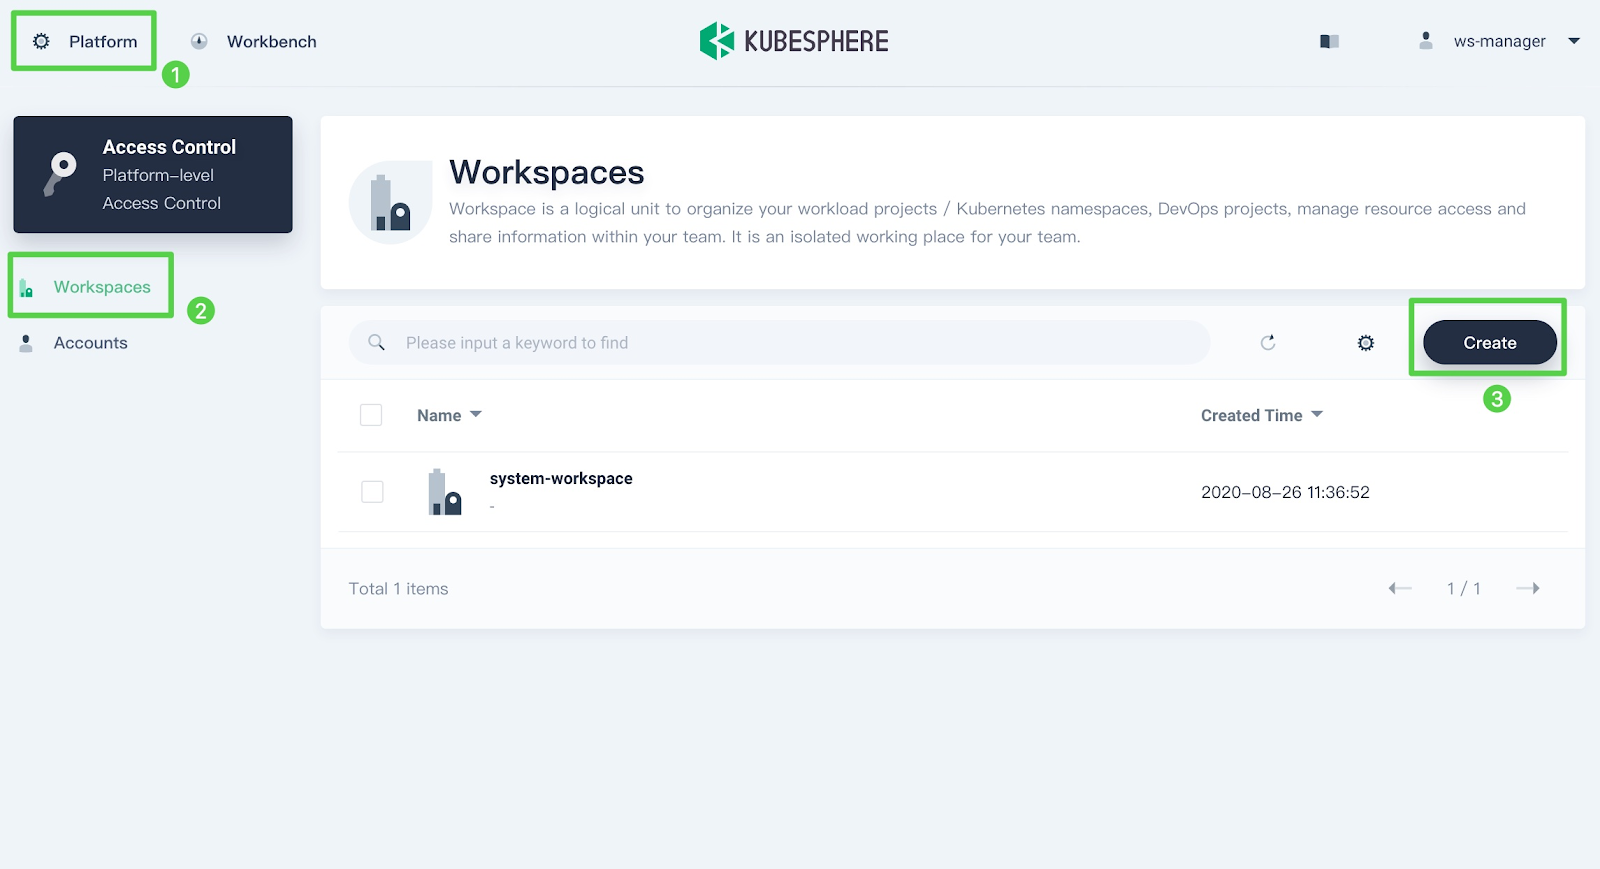 Platform
Workbench
KUBESPHERE
ws-manager
1
Access Control
Platform-level
Access Control
Workspaces
2
Accounts
Workspaces
Workspace is a logical unit to organize your workload projects / Kubernetes namespaces, DevOps projects, manage resource access and
share information within your team. It is an isolated working place for your team.
Please input a keyword to find
Create
3
Name
Created Time
system-workspace
-
2020-08-26 11:36:52
Total 1 items
1 / 1